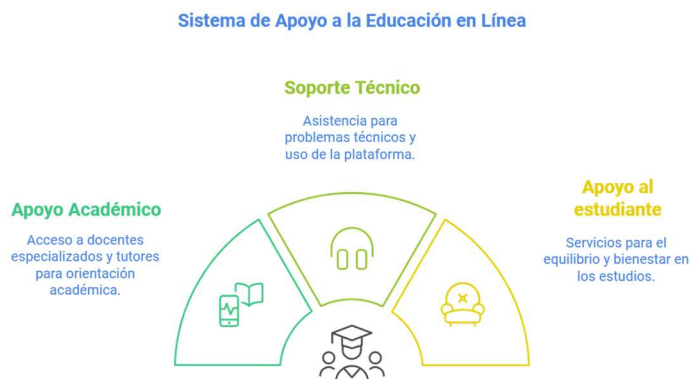 Sistema de Apoyo a la Educación en Línea
Soporte Técnico
Asistencia para
problemas técnicos y
uso de la plataforma.
Apoyo Académico
Acceso a docentes
especializados y tutores
para orientación
académica.
Apoyo al
estudiante
Servicios para el
equilibrio y bienestar en
los estudios.